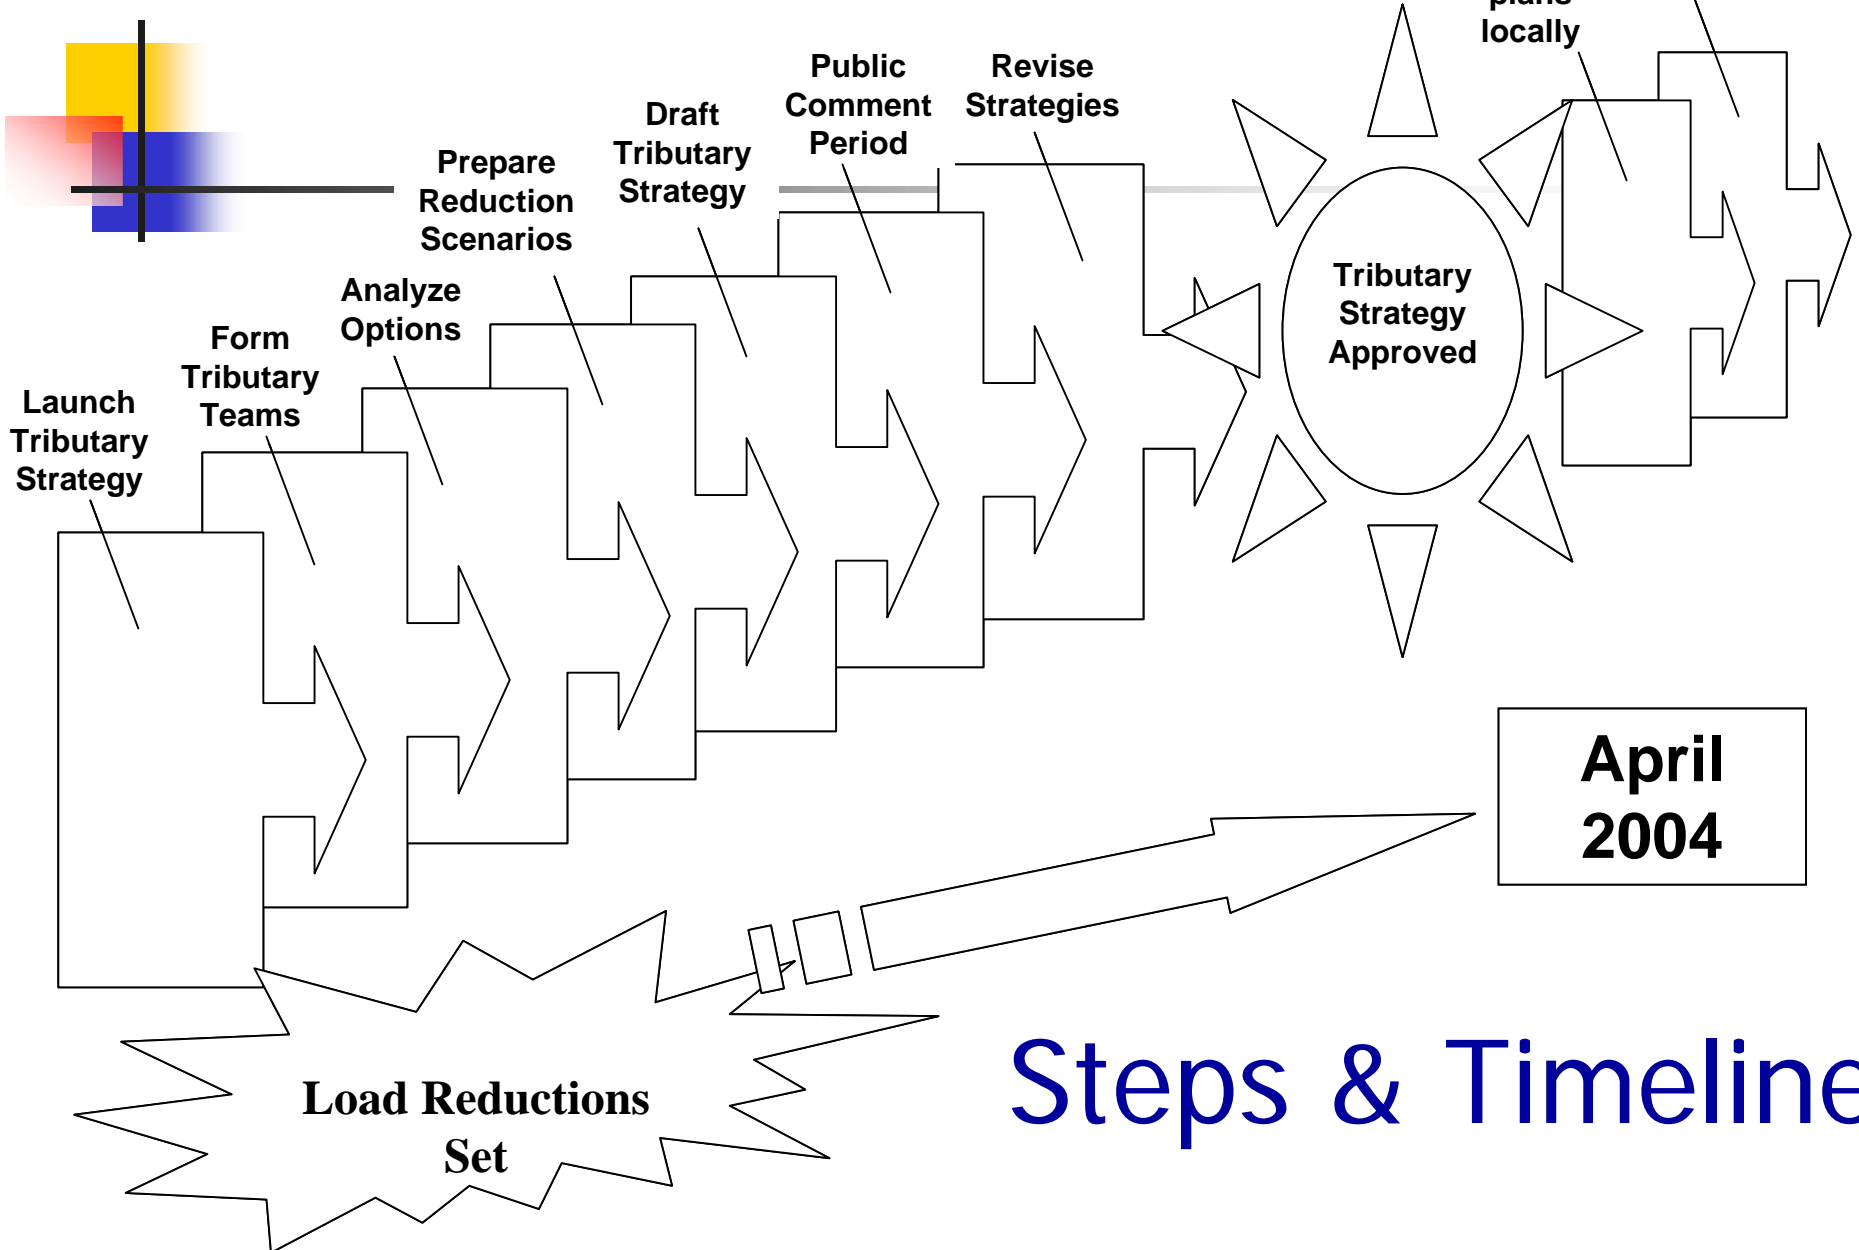 Launch
Tributary
Strategy
Form
Tributary
Teams
Analyze
Options
Prepare
Reduction
Scenarios
Draft
Tributary
Strategy
Public
Comment
Period
Revise
Strategies
Tributary
Strategy
Approved
plans
locally
April
2004
Load Reductions
Set
Steps & Timeline